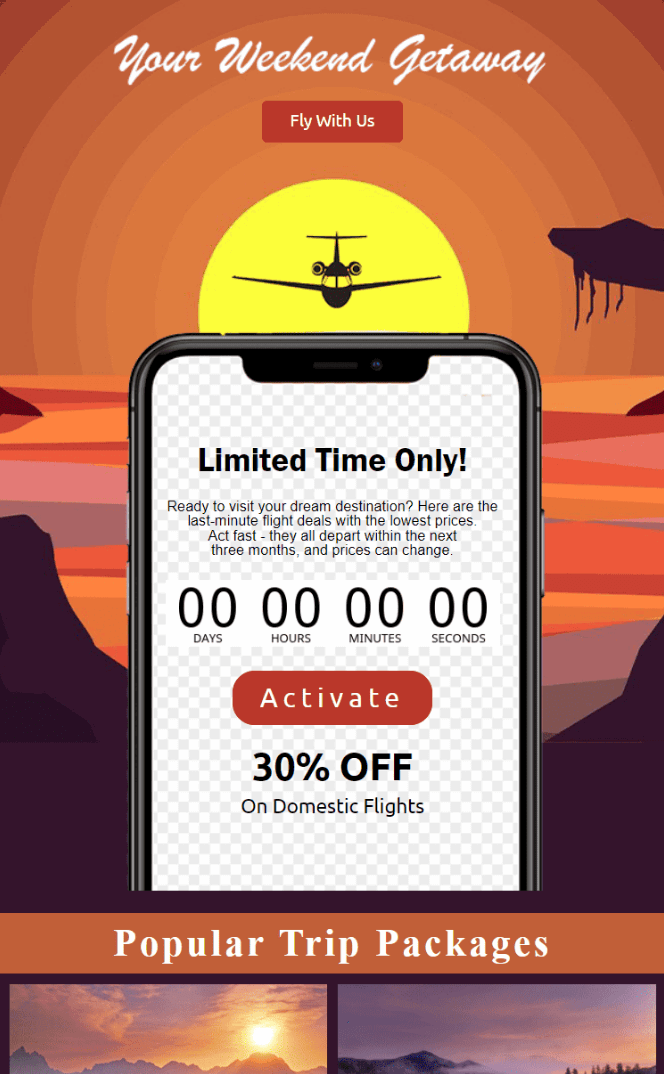 Your Weekend Getaway
Fly With Us
Limited Time Only!
Ready to visit your dream destination? Here are the
last-minute flight deals with the lowest prices.
Act fast - they all depart within the next
three months, and prices can change.
00 00 00 00
DAYS HOURS MINUTES SECONDS
Activate
30% OFF
On Domestic Flights
Popular Trip Packages